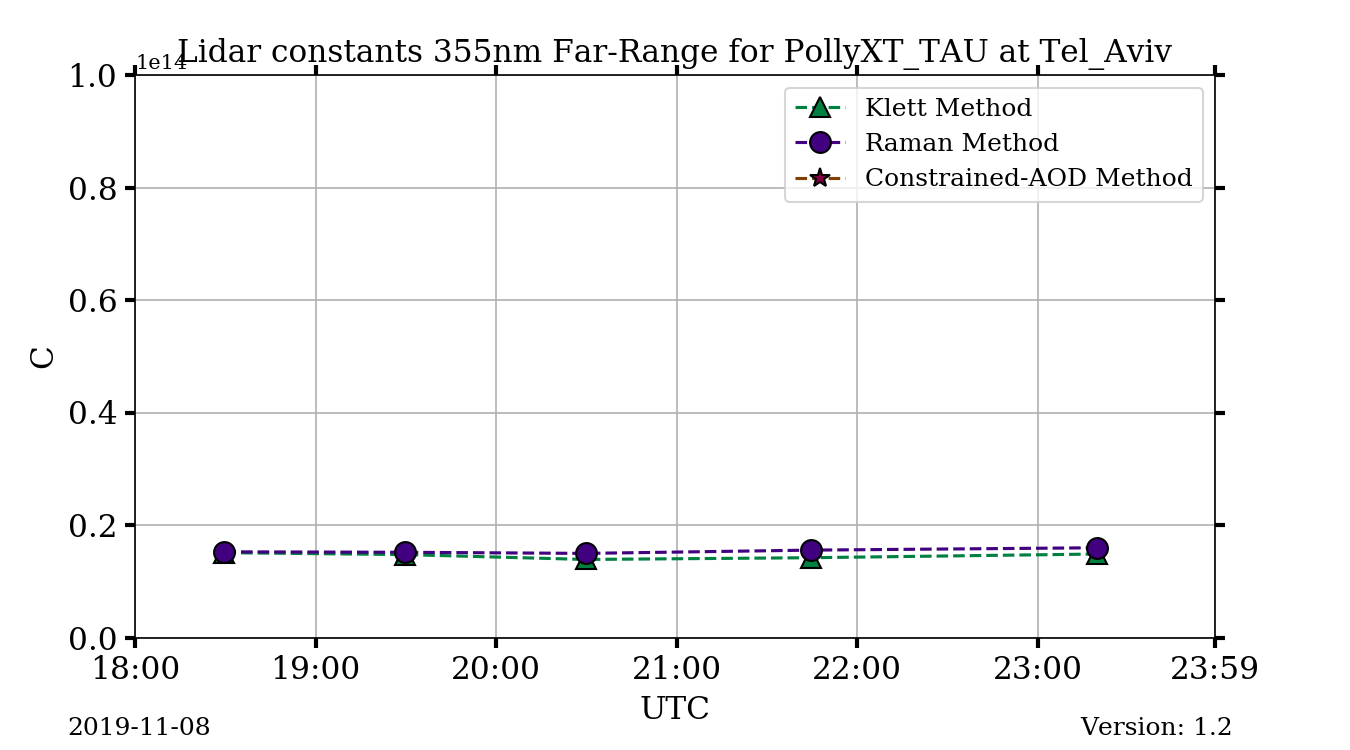 Lidar constants 355nm Far-Range for PollyXT_TAU at Tel_Aviv
1e14
1.0
0.8
0.6
0.4
0.2
0.0
C
Klett Method
Raman Method
Constrained-AOD Method
18:00 19:00 20:00 21:00 22:00 23:00 23:59
UTC
2019-11-08 Version: 1.2